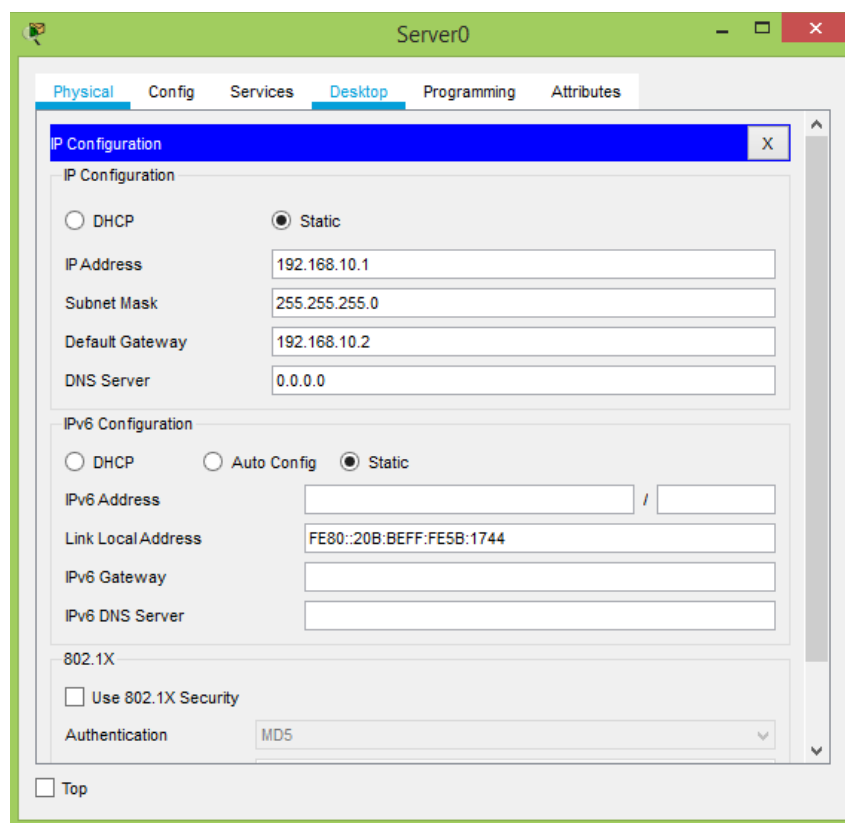 Server0
Physical Config Services Desktop Programming Attributes
IP Configuration X
IP Configuration
DHCP Static
IP Address 192.168.10.1
Subnet Mask 255.255.255.0
Default Gateway 192.168.10.2
DNS Server 0.0.0.0
IPv6 Configuration
DHCP Auto Config Static
IPv6 Address /
Link Local Address FE80::20B:BEFF:FE5B:1744
IPv6 Gateway
IPv6 DNS Server
802.1X
Use 802.1X Security
Authentication MD5
Top